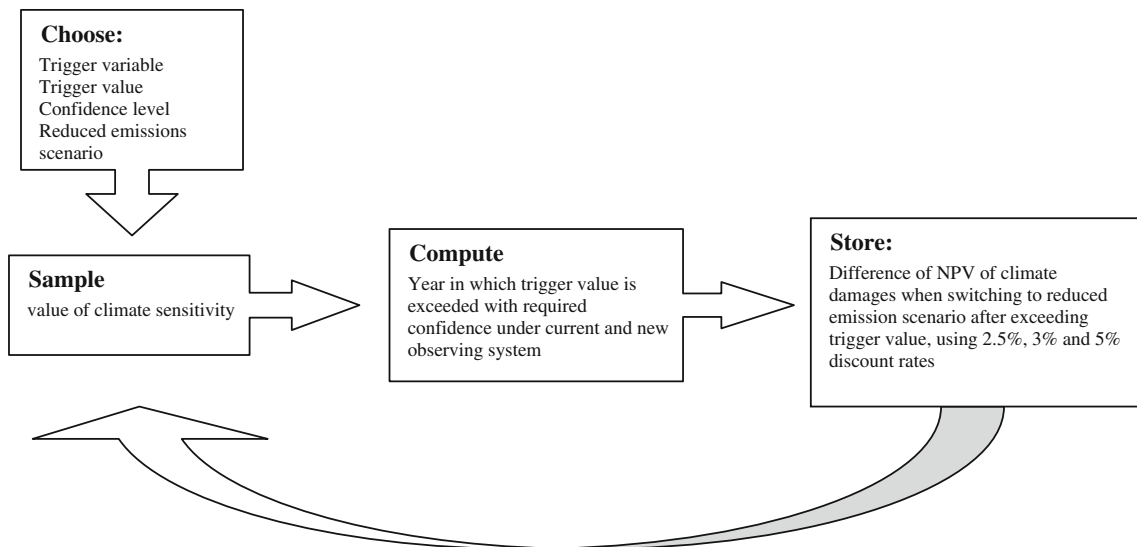 Choose:
Trigger variable
Trigger value
Confidence level
Reduced emissions
scenario
Sample
value of climate sensitivity
Compute
Year in which trigger value is
exceeded with required
confidence under current and new
observing system
Store:
Difference of NPV of climate
damages when switching to reduced
emission scenario after exceeding
trigger value, using 2.5%, 3% and 5%
discount rates